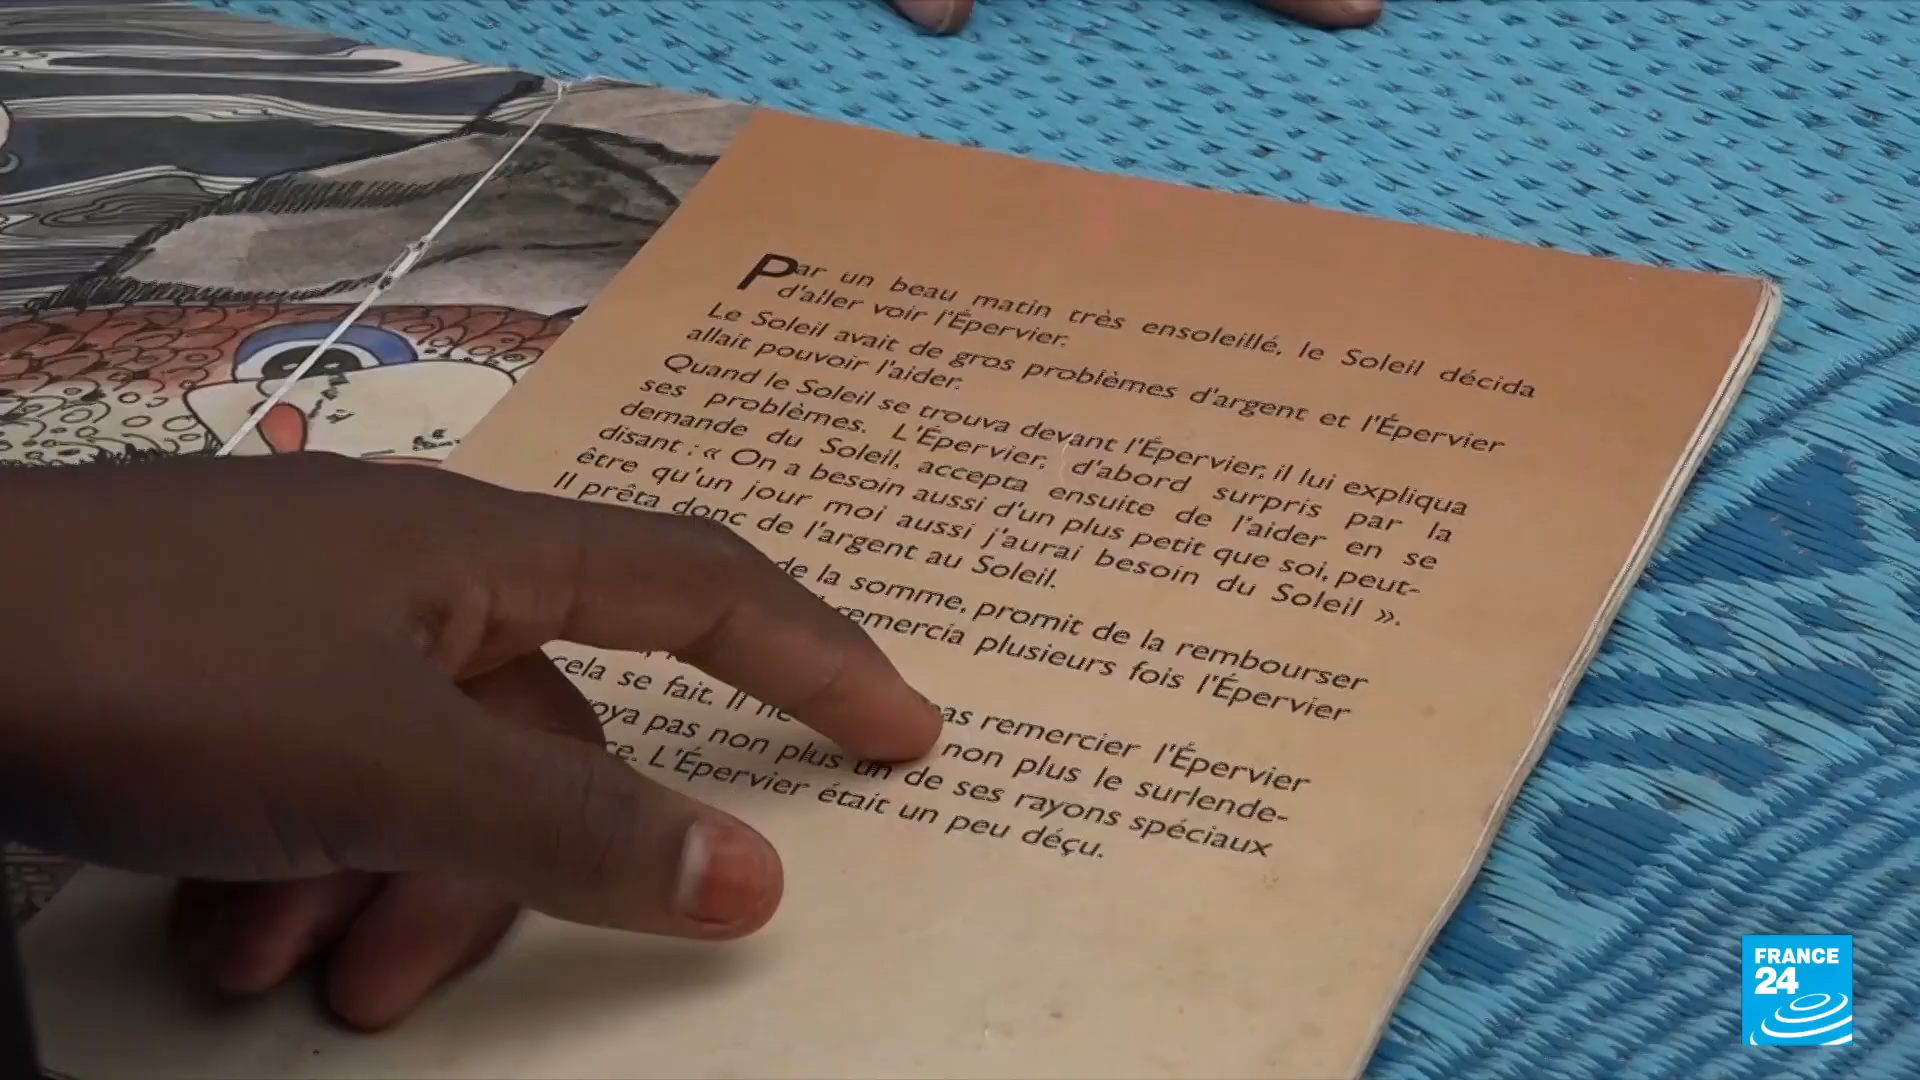 Par un beau matin très ensoleillé, le Soleil décida
d'aller voir l'Épervier.
Le Soleil avait de gros problèmes d'argent et l'Épervier
allait pouvoir l'aider.
Quand le Soleil se trouva devant l'Épervier, il lui expliqua
ses problèmes. L'Épervier, d'abord surpris par la
demande du Soleil, accepta ensuite de l'aider en se
disant : « On a besoin aussi d'un plus petit que soi, peut-
être qu'un jour moi aussi j'aurai besoin du Soleil ».
Il prêta donc de l'argent au Soleil.
de la somme, promit de la rembourser
remercia plusieurs fois l'Épervier
cela se fait. Il ne pas remercier l'Épervier
non plus le surlende-
pas non plus un de ses rayons spéciaux
L'Épervier était un peu déçu.
FRANCE
24